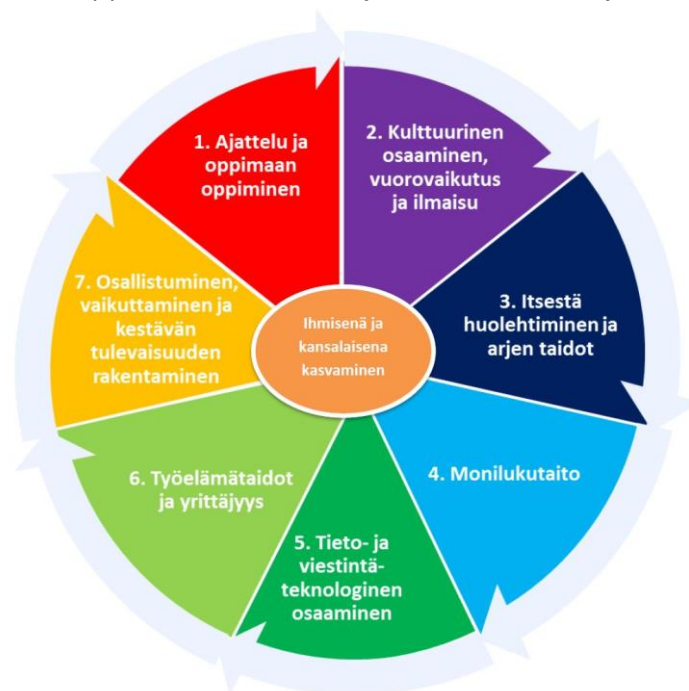 1. Ajattelu ja
oppimaan
oppiminen
2. Kulttuurinen
osaaminen,
vuorovaikutus
ja ilmaisu
3. Itsestä
huolehtiminen ja
arjen taidot
4. Monilukutaito
5. Tieto- ja
viestintä-
teknologinen
osaaminen
6. Työelämätaidot
ja yrittäjyys
7. Osallistuminen,
vaikuttaminen ja
kestävän
tulevaisuuden
rakentaminen
Ihmisenä ja
kansalaisena
kasvaminen